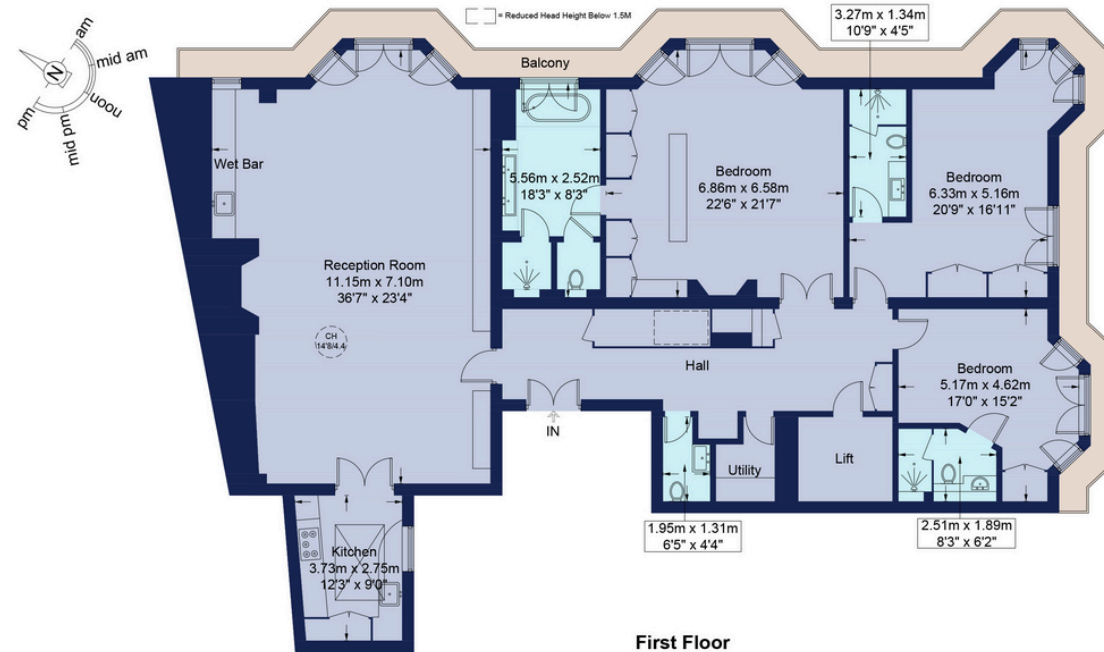 = Reduced Head Height Below 1.5M
3.27m x 1.34m
10'9" x 4'5"
am
mid am
noon
mid pm
pm
N
Balcony
Wet Bar
5.56m x 2.52m
18'3" x 8'3"
Bedroom
6.86m x 6.58m
22'6" x 21'7"
Bedroom
6.33m x 5.16m
20'9" x 16'11"
Reception Room
11.15m x 7.10m
36'7" x 23'4"
CH
14'8/4.4
Hall
Bedroom
5.17m x 4.62m
17'0" x 15'2"
IN
Utility
Lift
1.95m x 1.31m
6'5" x 4'4"
2.51m x 1.89m
8'3" x 6'2"
Kitchen
3.73m x 2.75m
12'3" x 9'0"
First Floor